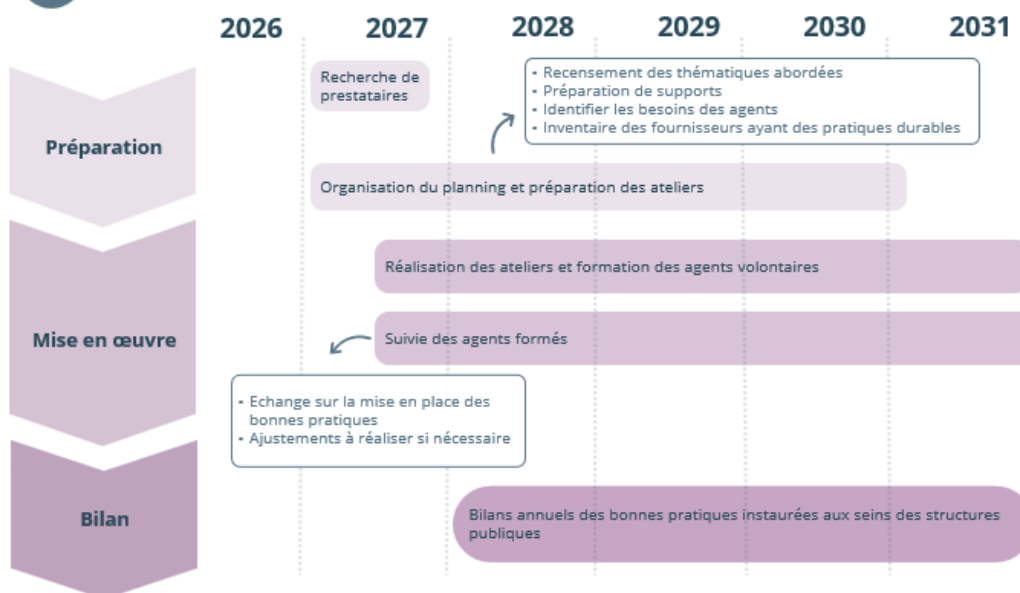 2026 2027 2028 2029 2030 2031
Préparation
Recherche de
prestataires
• Recensement des thématiques abordées
• Préparation de supports
• Identifier les besoins des agents
• Inventaire des fournisseurs ayant des pratiques durables
Organisation du planning et préparation des ateliers
Mise en œuvre
Réalisation des ateliers et formation des agents volontaires
Suivie des agents formés
• Echange sur la mise en place des
bonnes pratiques
• Ajustements à réaliser si nécessaire
Bilan
Bilans annuels des bonnes pratiques instaurées aux seins des structures
publiques